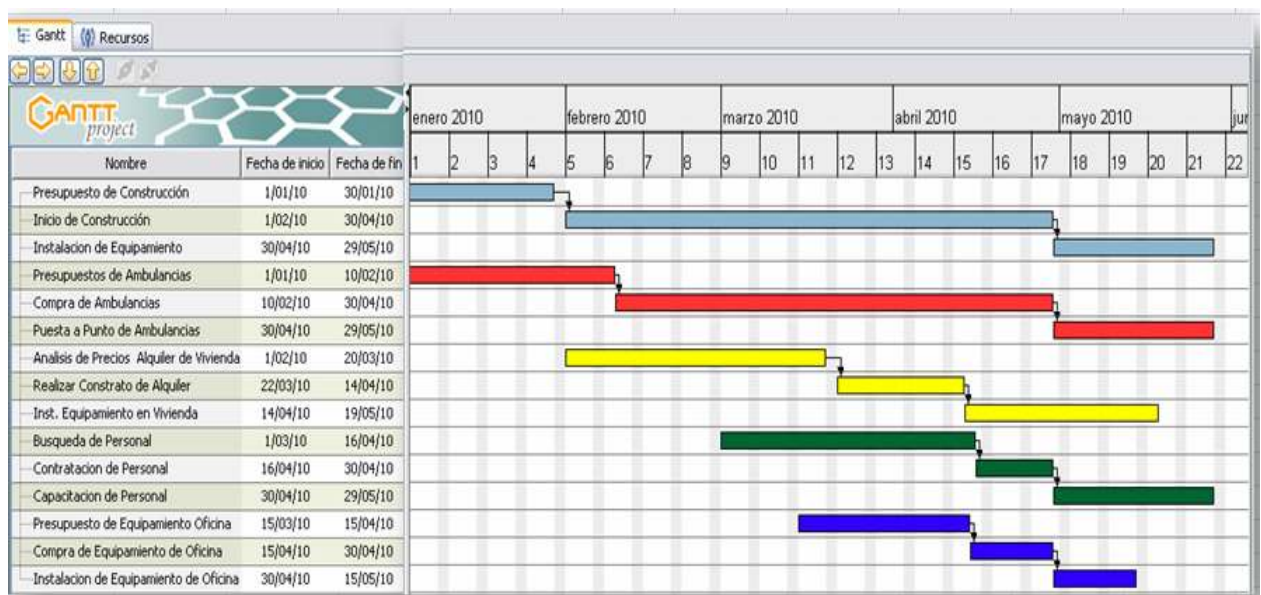 Gantt Recursos
GANTT project
enero 2010 febrero 2010 marzo 2010 abril 2010 mayo 2010 jur
Nombre Fecha de inicio Fecha de fin 1 2 3 4 5 6 7 8 9 10 11 12 13 14 15 16 17 18 19 20 21 22
Presupuesto de Construcción 1/01/10 30/01/10
Inicio de Construcción 1/02/10 30/04/10
Instalacion de Equipamiento 30/04/10 29/05/10
Presupuestos de Ambulancias 1/01/10 10/02/10
Compra de Ambulancias 10/02/10 30/04/10
Puesta a Punto de Ambulancias 30/04/10 29/05/10
Analisis de Precios Alquiler de Vivienda 1/02/10 20/03/10
Realizar Constrato de Alquiler 22/03/10 14/04/10
Inst. Equipamiento en Vivienda 14/04/10 19/05/10
Busqueda de Personal 1/03/10 16/04/10
Contratacion de Personal 16/04/10 30/04/10
Capacitacion de Personal 30/04/10 29/05/10
Presupuesto de Equipamiento Oficina 15/03/10 15/04/10
Compra de Equipamiento de Oficina 15/04/10 30/04/10
Instalacion de Equipamiento de Oficina 30/04/10 15/05/10